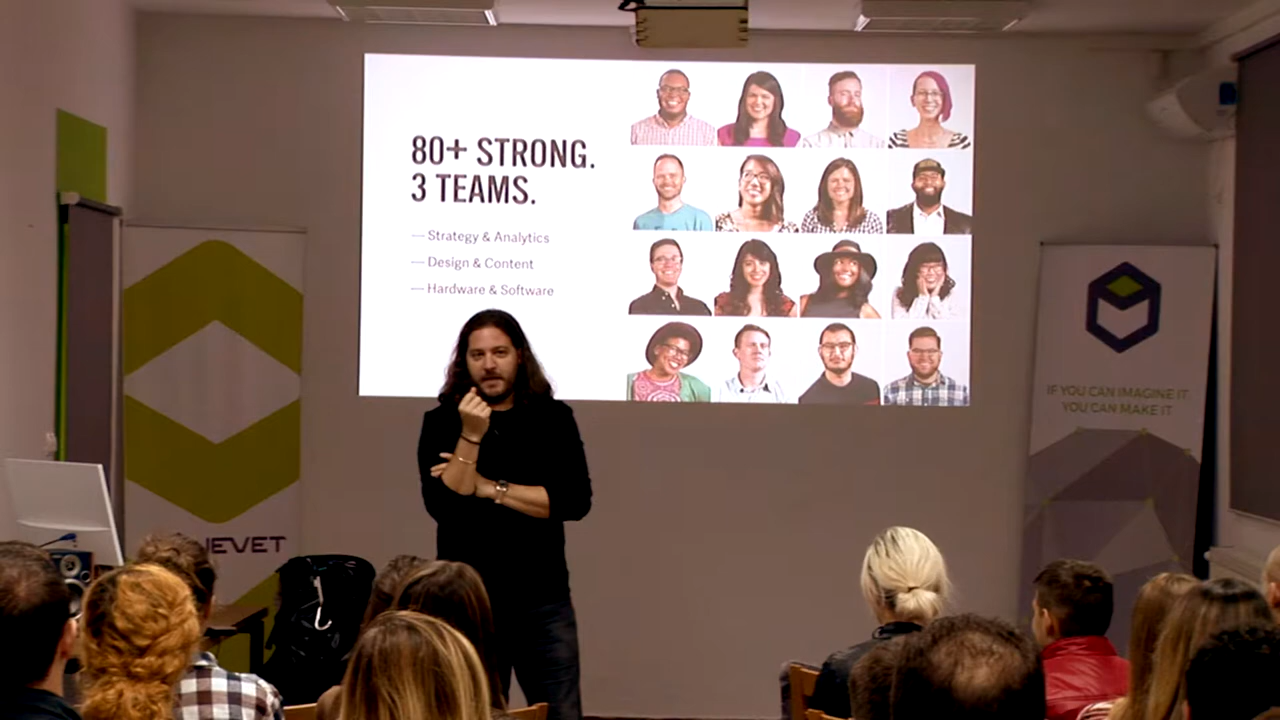 80+ STRONG.
3 TEAMS.
— Strategy & Analytics
— Design & Content
— Hardware & Software
IF YOU CAN IMAGINE IT,
YOU CAN MAKE IT